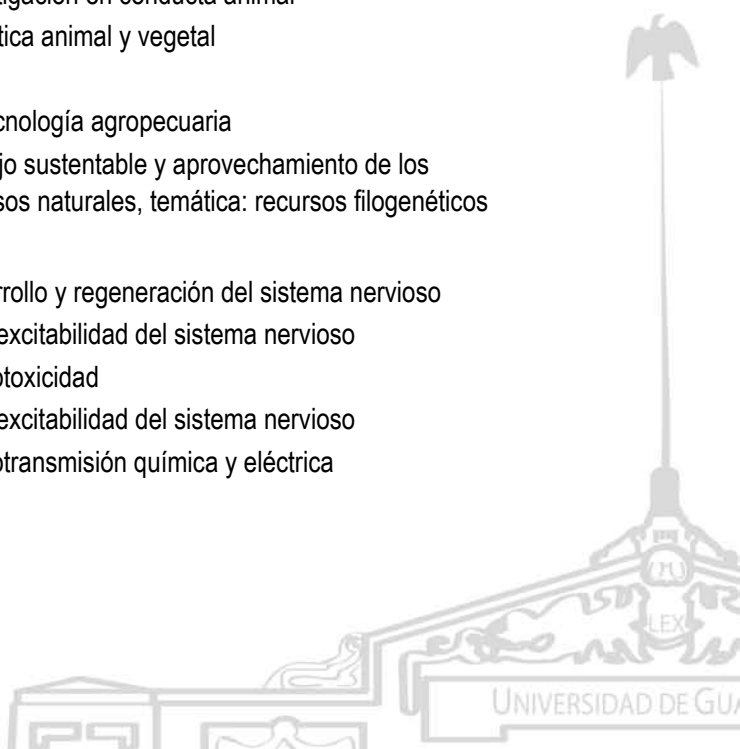 tigación en conducta animal
tica animal y vegetal
cnología agropecuaria
jo sustentable y aprovechamiento de los
sos naturales, temática: recursos filogenéticos
rrollo y regeneración del sistema nervioso
excitabilidad del sistema nervioso
otoxicidad
excitabilidad del sistema nervioso
otransmisión química y eléctrica
LEX
UNIVERSIDAD DE GUA